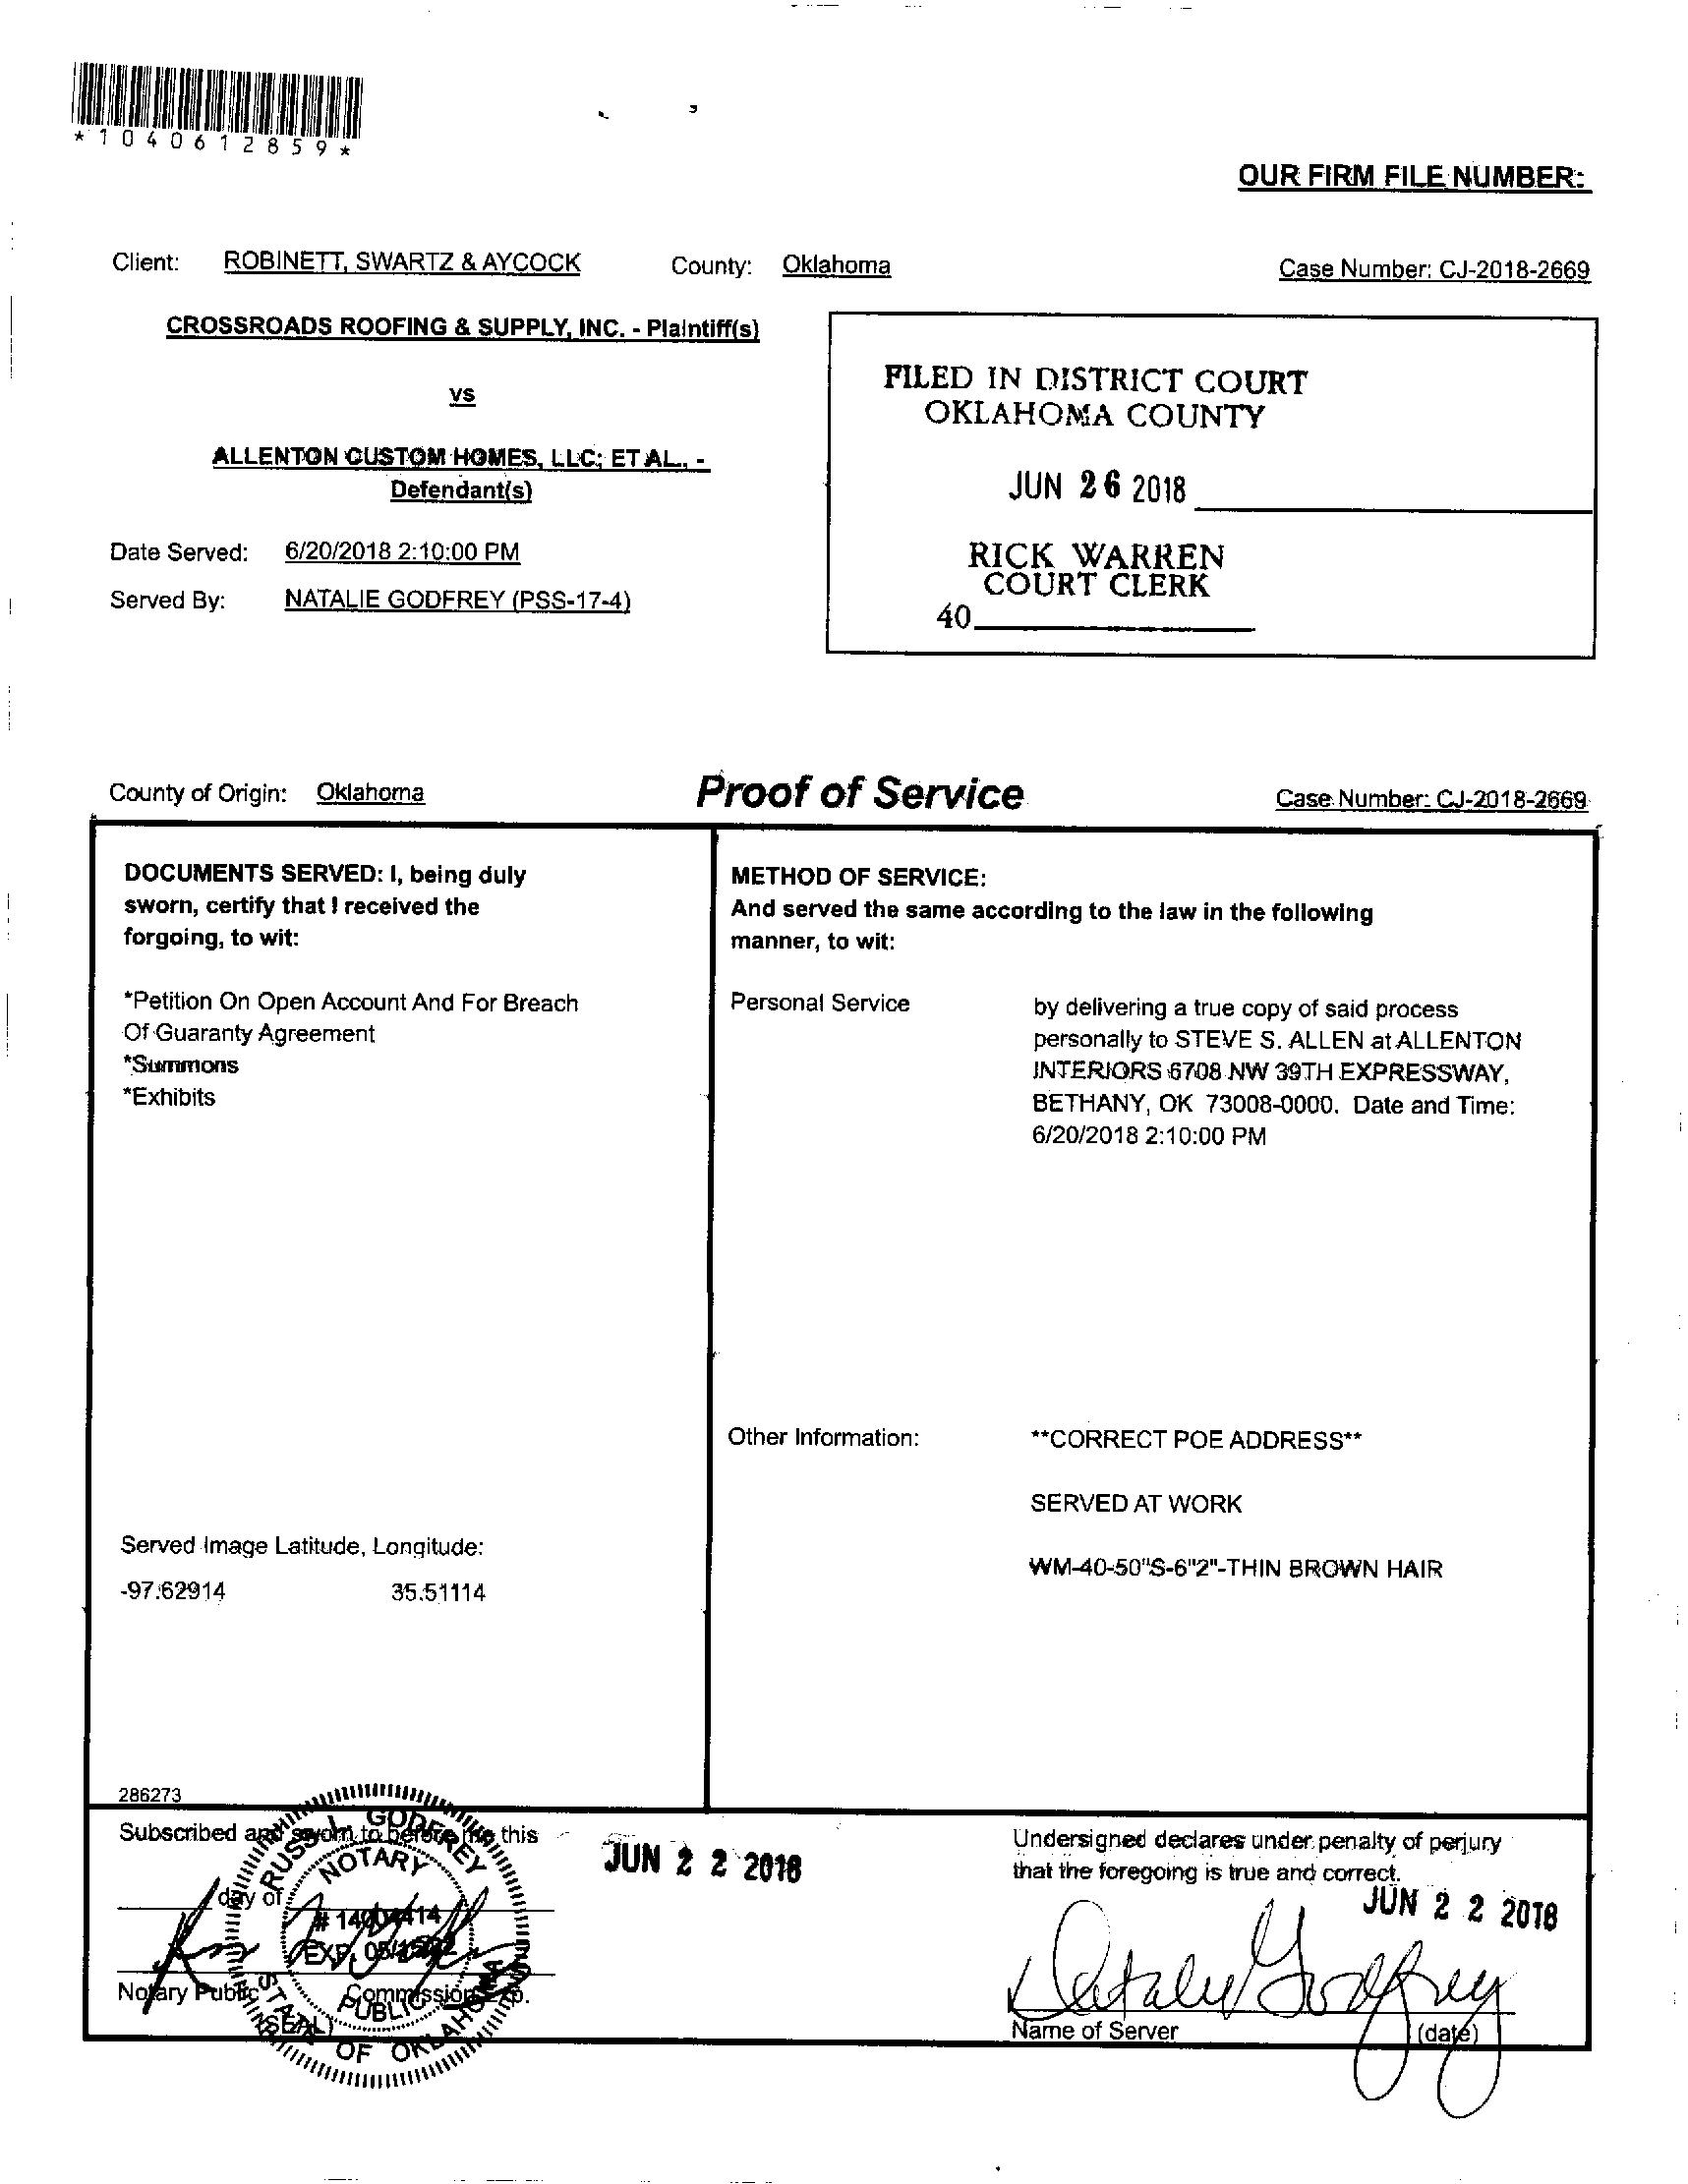 *1040612859*
OUR FIRM FILE NUMBER:
Client: ROBINETT, SWARTZ & AYCOCK County: Oklahoma Case Number: CJ-2018-2669
CROSSROADS ROOFING & SUPPLY, INC. - Plaintiff(s)
vs
ALLENTON CUSTOM HOMES, LLC; ET AL., -
Defendant(s)
Date Served: 6/20/2018 2:10:00 PM
Served By: NATALIE GODFREY (PSS-17-4)
FILED IN DISTRICT COURT
OKLAHOMA COUNTY
JUN 26 2018
RICK WARREN
COURT CLERK
40
County of Origin: Oklahoma Proof of Service Case Number: CJ-2018-2669
DOCUMENTS SERVED: I, being duly
sworn, certify that I received the
forgoing, to wit:
*Petition On Open Account And For Breach
Of Guaranty Agreement
*Summons
*Exhibits
Served Image Latitude, Longitude:
-97.62914 35.51114
286273
METHOD OF SERVICE:
And served the same according to the law in the following
manner, to wit:
Personal Service by delivering a true copy of said process
personally to STEVE S. ALLEN at ALLENTON
INTERIORS 6708 NW 39TH EXPRESSWAY,
BETHANY, OK 73008-0000. Date and Time:
6/20/2018 2:10:00 PM
Other Information: **CORRECT POE ADDRESS**
SERVED AT WORK
WM-40-50"S-6"2"-THIN BROWN HAIR
Subscribed and sworn to before me this JUN 22 2018
day of
Notary Public Commission Exp.
(SEAL)
RUSS L. GODFREY
NOTARY
# 14004414
EXP. 05/
PUBLIC
STATE OF OKLAHOMA
Undersigned declares under penalty of perjury
that the foregoing is true and correct.
JUN 22 2018
Natalie Godfrey
Name of Server (date)